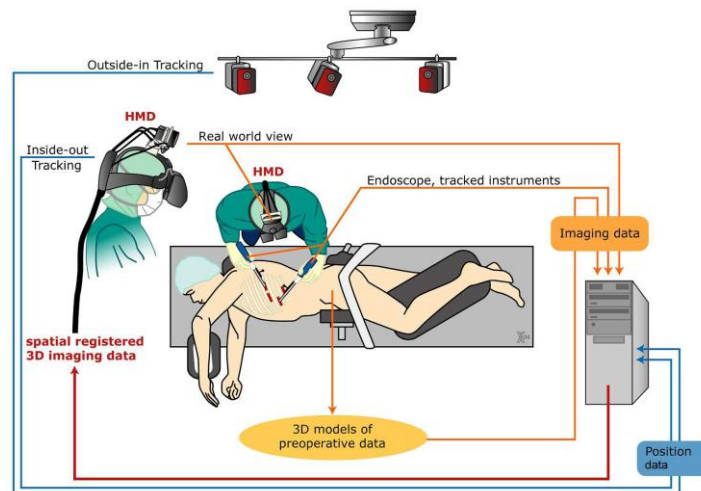 Outside-in Tracking
HMD
Inside-out
Tracking
Real world view
HMD
Endoscope, tracked instruments
Imaging data
spatial registered
3D imaging data
3D models of
preoperative data
Position
data